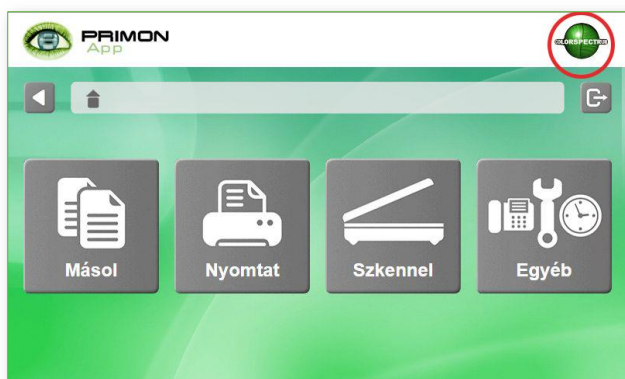 PRIMON
App
COLORSPECTRUM
Másol
Nyomtat
Szkennel
Egyéb